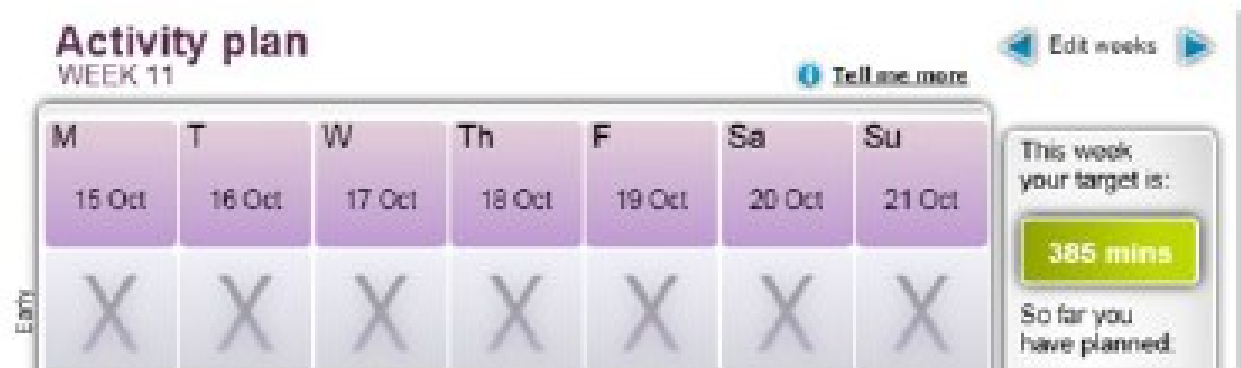 Activity plan
WEEK 11
Tell me more
Edit weeks
M T W Th F Sa Su
15 Oct 16 Oct 17 Oct 18 Oct 19 Oct 20 Oct 21 Oct
Early
X X X X X X X
This week
your target is:
385 mins
So far you
have planned: